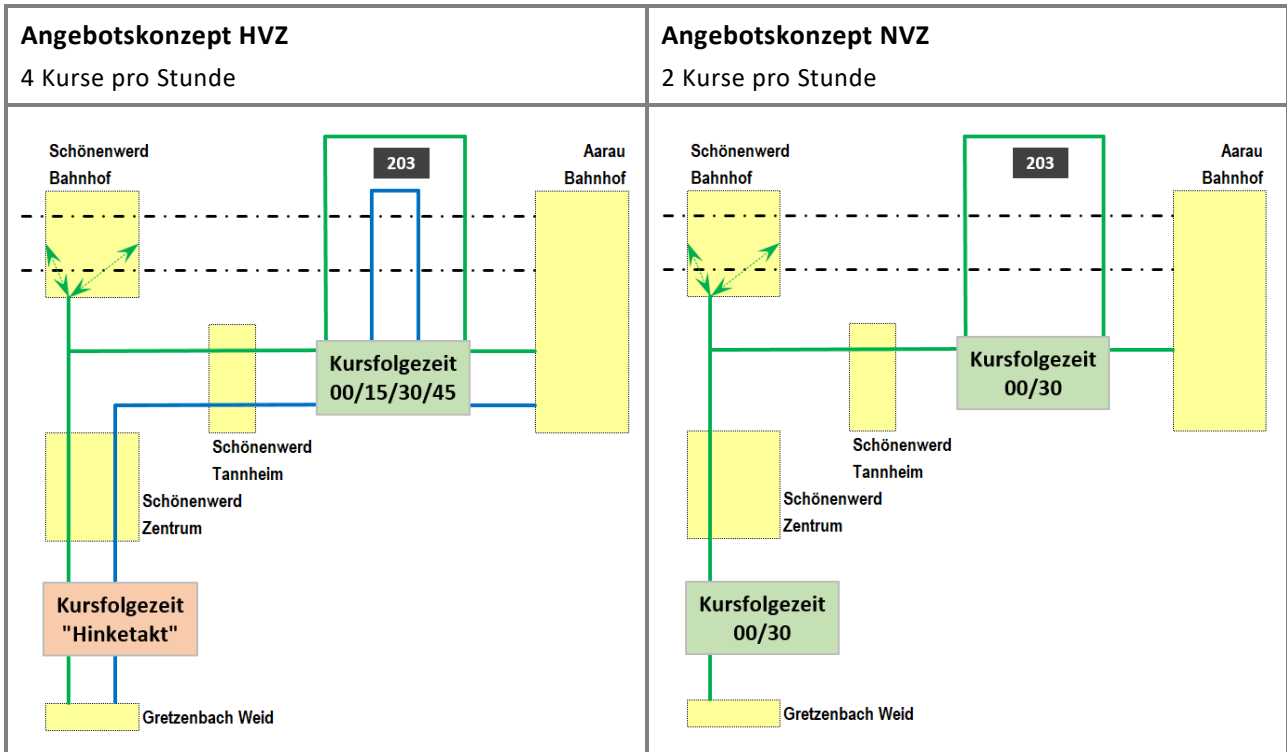 Angebotskonzept HVZ
4 Kurse pro Stunde
Angebotskonzept NVZ
2 Kurse pro Stunde
Schönenwerd
Bahnhof
203
Aarau
Bahnhof
Kursfolgezeit
00/15/30/45
Schönenwerd
Tannheim
Schönenwerd
Zentrum
Kursfolgezeit
"Hinketakt"
Gretzenbach Weid
Schönenwerd
Bahnhof
203
Aarau
Bahnhof
Kursfolgezeit
00/30
Schönenwerd
Tannheim
Schönenwerd
Zentrum
Kursfolgezeit
00/30
Gretzenbach Weid